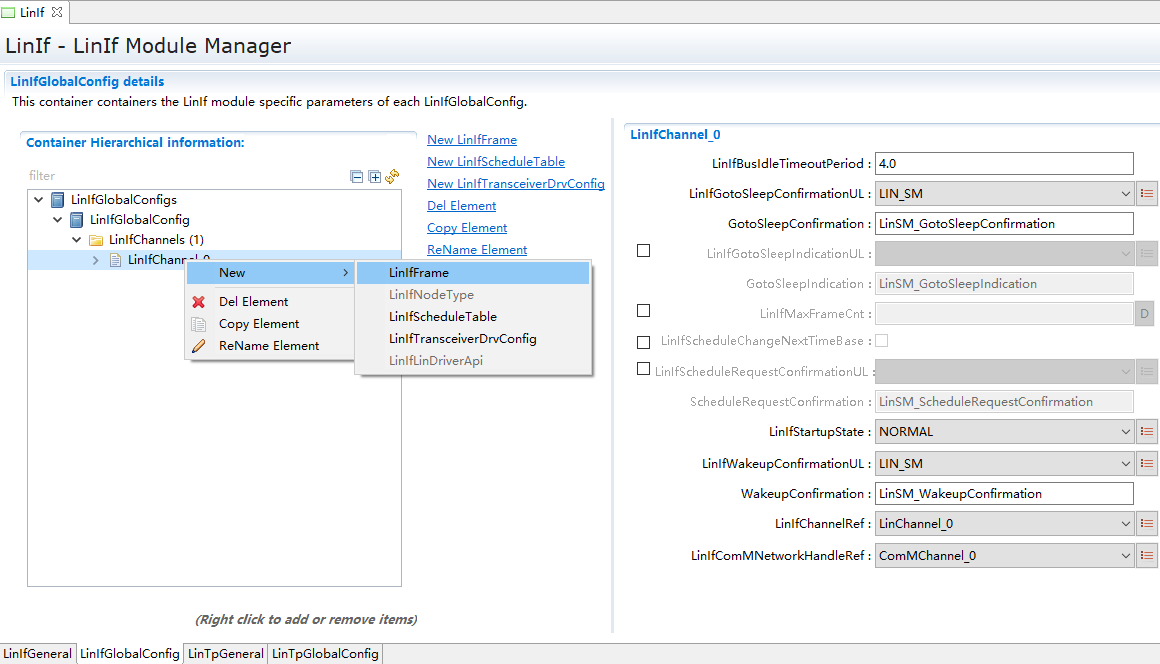 LinIf
LinIf - LinIf Module Manager
LinIfGlobalConfig details
This container containers the LinIf module specific parameters of each LinIfGlobalConfig.
Container Hierarchical information:
filter
LinIfGlobalConfigs
LinIfGlobalConfig
LinIfChannels (1)
LinIfChannel_0
New LinIfFrame
New LinIfScheduleTable
New LinIfTransceiverDrvConfig
Del Element
Copy Element
ReName Element
New
Del Element
Copy Element
ReName Element
LinIfFrame
LinIfNodeType
LinIfScheduleTable
LinIfTransceiverDrvConfig
LinIfLinDriverApi
(Right click to add or remove items)
LinIfChannel_0
LinIfBusIdleTimeoutPeriod : 4.0
LinIfGotoSleepConfirmationUL : LIN_SM
GotoSleepConfirmation : LinSM_GotoSleepConfirmation
LinIfGotoSleepIndicationUL :
GotoSleepIndication : LinSM_GotoSleepIndication
LinIfMaxFrameCnt : D
LinIfScheduleChangeNextTimeBase :
LinIfScheduleRequestConfirmationUL :
ScheduleRequestConfirmation : LinSM_ScheduleRequestConfirmation
LinIfStartupState : NORMAL
LinIfWakeupConfirmationUL : LIN_SM
WakeupConfirmation : LinSM_WakeupConfirmation
LinIfChannelRef : LinChannel_0
LinIfComMNetworkHandleRef : ComMChannel_0
LinIfGeneral LinIfGlobalConfig LinTpGeneral LinTpGlobalConfig